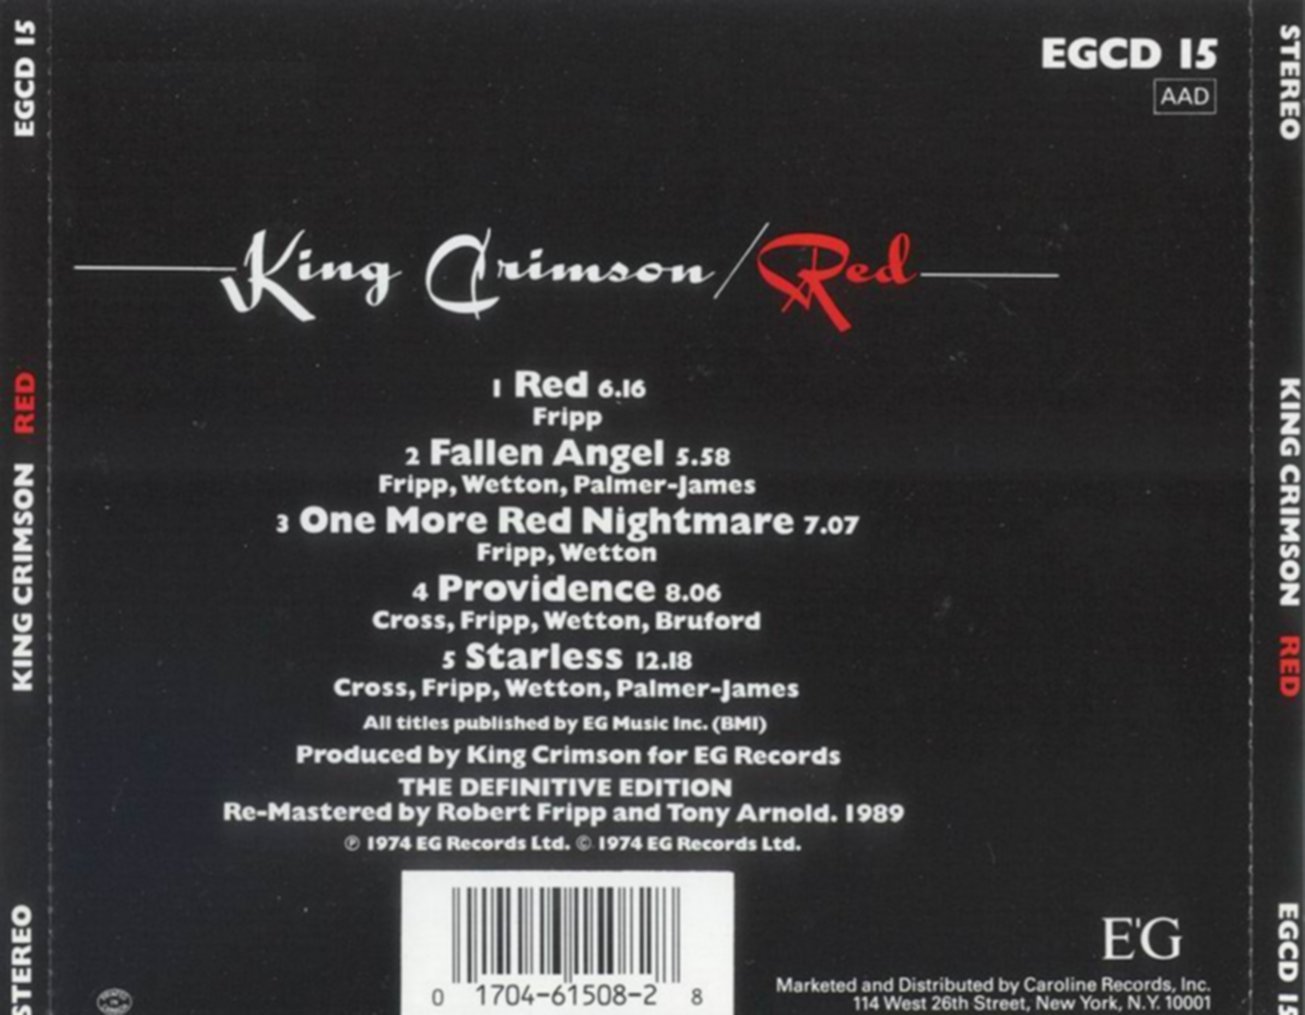 EGCD 15
AAD
King Crimson/Red
1 Red 6.16
Fripp
2 Fallen Angel 5.58
Fripp, Wetton, Palmer-James
3 One More Red Nightmare 7.07
Fripp, Wetton
4 Providence 8.06
Cross, Fripp, Wetton, Bruford
5 Starless 12.18
Cross, Fripp, Wetton, Palmer-James
All titles published by EG Music Inc. (BMI)
Produced by King Crimson for EG Records
THE DEFINITIVE EDITION
Re-Mastered by Robert Fripp and Tony Arnold. 1989
℗ 1974 EG Records Ltd. © 1974 EG Records Ltd.
0 1704-61508-2 8
E'G
Marketed and Distributed by Caroline Records, Inc.
114 West 26th Street, New York, N.Y. 10001
STEREO KING CRIMSON RED EGCD 15
STEREO KING CRIMSON RED EGCD 15